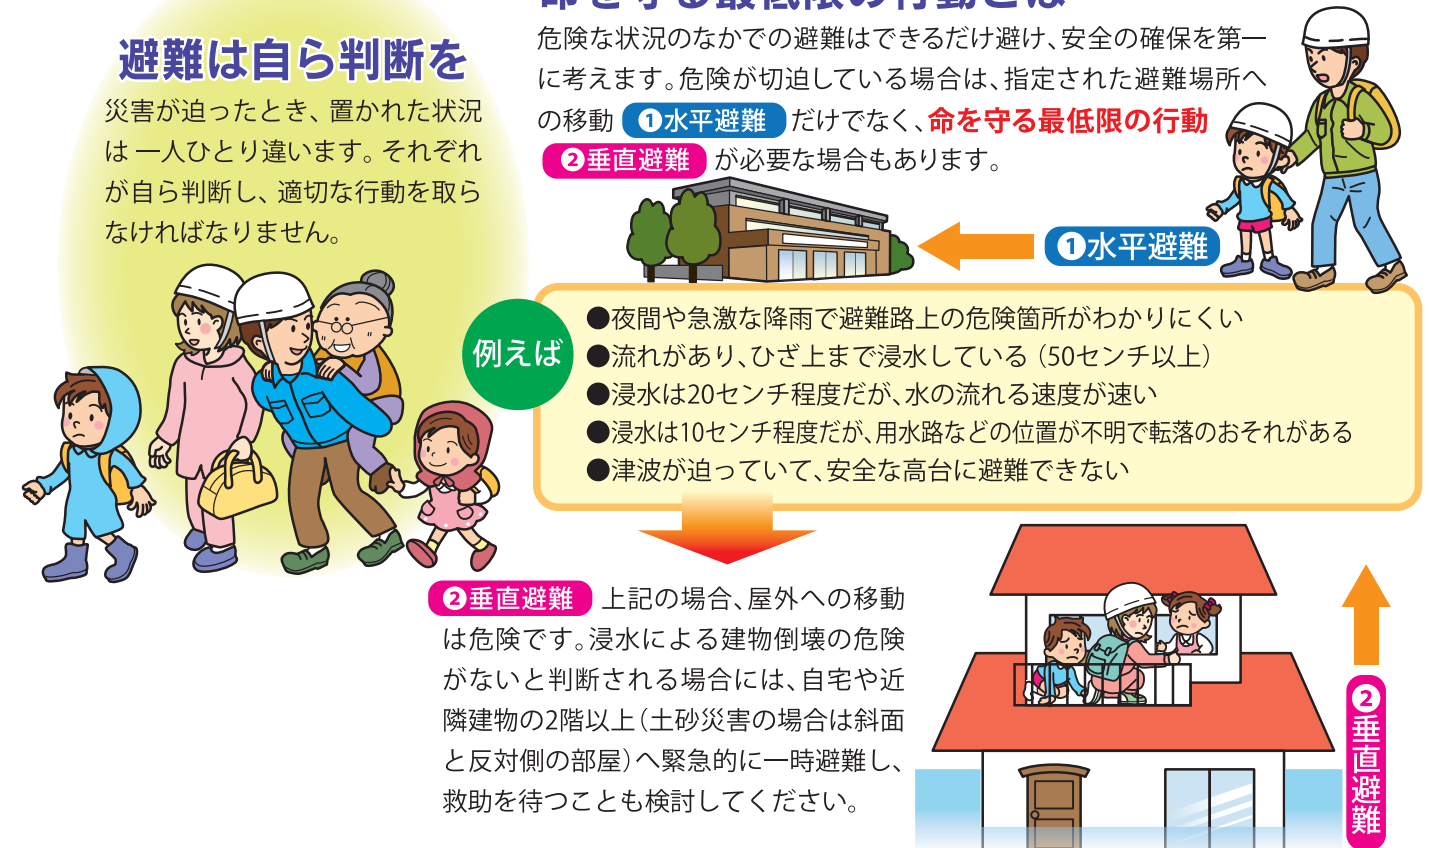 命を守る最低限の行動とは
避難は自ら判断を
災害が迫ったとき、置かれた状況
は一人ひとり違います。それぞれ
が自ら判断し、適切な行動を取ら
なければなりません。
危険な状況のなかでの避難はできるだけ避け、安全の確保を第一
に考えます。危険が切迫している場合は、指定された避難場所へ
の移動 ❶水平避難 だけでなく、命を守る最低限の行動
❷垂直避難 が必要な場合もあります。
❶水平避難
例えば
●夜間や急激な降雨で避難路上の危険箇所がわかりにくい
●流れがあり、ひざ上まで浸水している（50センチ以上）
●浸水は20センチ程度だが、水の流れる速度が速い
●浸水は10センチ程度だが、用水路などの位置が不明で転落のおそれがある
●津波が迫っていて、安全な高台に避難できない
❷垂直避難 上記の場合、屋外への移動
は危険です。浸水による建物倒壊の危険
がないと判断される場合には、自宅や近
隣建物の2階以上（土砂災害の場合は斜面
と反対側の部屋）へ緊急的に一時避難し、
救助を待つことも検討してください。
❷垂直避難